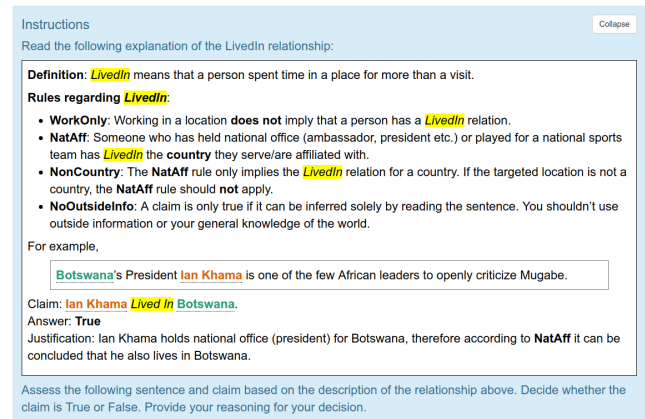 Instructions
Collapse
Read the following explanation of the LivedIn relationship:
Definition: LivedIn means that a person spent time in a place for more than a visit.
Rules regarding LivedIn:
• WorkOnly: Working in a location does not imply that a person has a LivedIn relation.
• NatAff: Someone who has held national office (ambassador, president etc.) or played for a national sports
team has LivedIn the country they serve/are affiliated with.
• NonCountry: The NatAff rule only implies the LivedIn relation for a country. If the targeted location is not a
country, the NatAff rule should not apply.
• NoOutsideInfo: A claim is only true if it can be inferred solely by reading the sentence. You shouldn't use
outside information or your general knowledge of the world.
For example,
Botswana's President Ian Khama is one of the few African leaders to openly criticize Mugabe.
Claim: Ian Khama Lived In Botswana.
Answer: True
Justification: Ian Khama holds national office (president) for Botswana, therefore according to NatAff it can be
concluded that he also lives in Botswana.
Assess the following sentence and claim based on the description of the relationship above. Decide whether the
claim is True or False. Provide your reasoning for your decision.